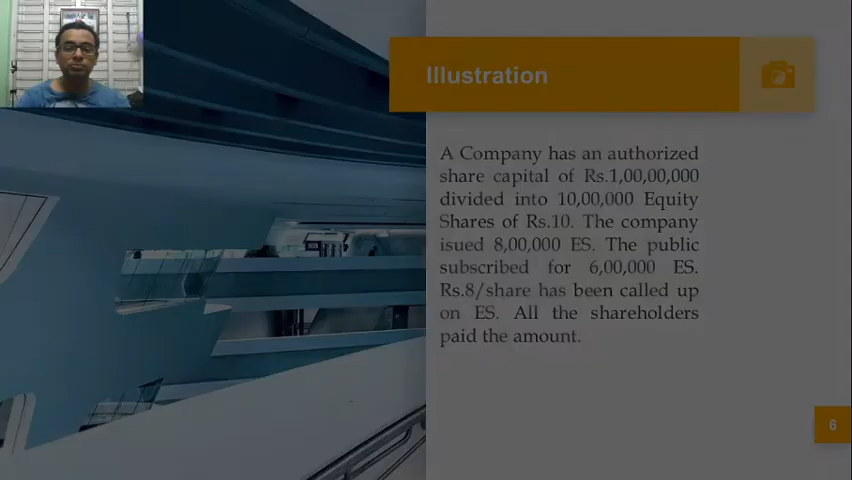 Illustration
A Company has an authorized
share capital of Rs.1,00,00,000
divided into 10,00,000 Equity
Shares of Rs.10. The company
isued 8,00,000 ES. The public
subscribed for 6,00,000 ES.
Rs.8/share has been called up
on ES. All the shareholders
paid the amount.
6